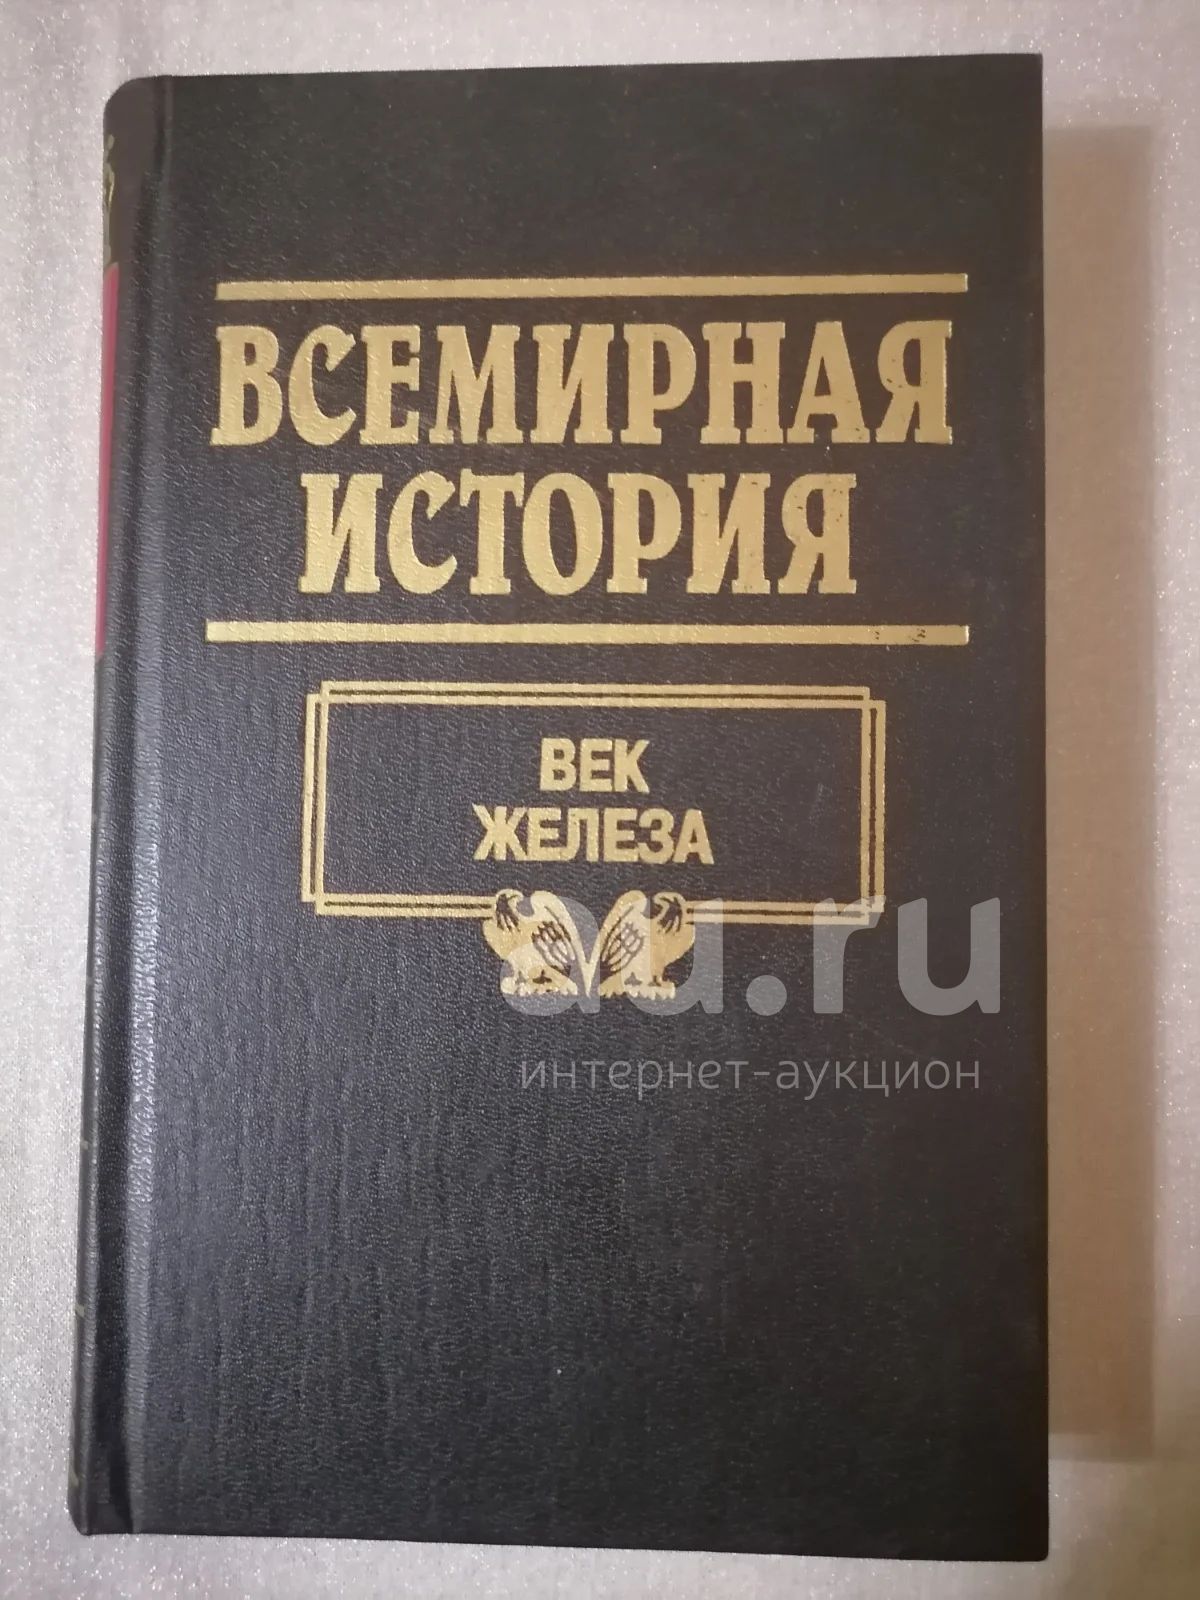 ВСЕМИРНАЯ
ИСТОРИЯ
ВЕК
ЖЕЛЕЗА
au.ru
интернет-аукцион